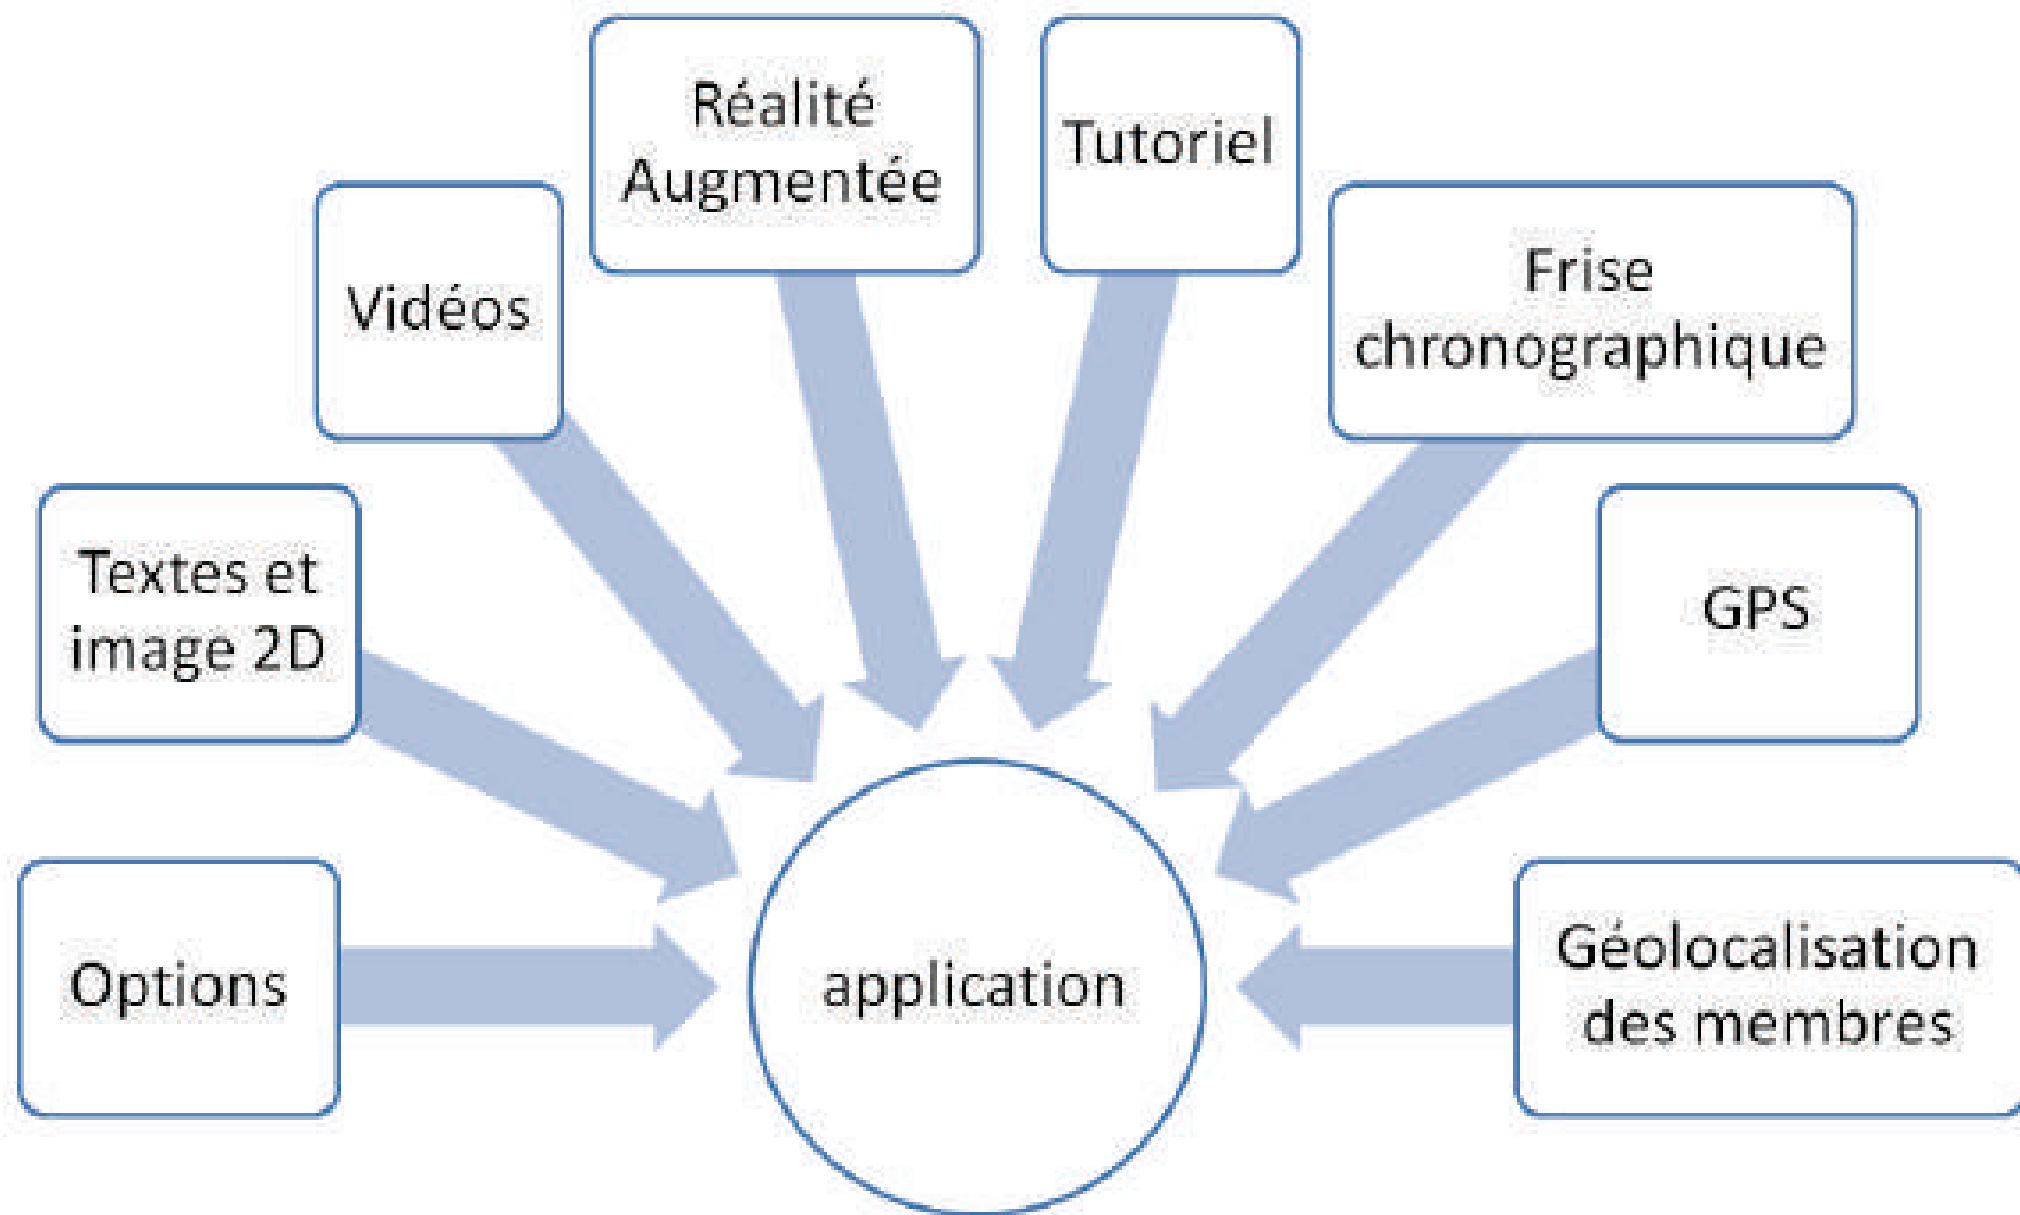 Réalité
Augmentée
Tutoriel
Vidéos
Frise
chronographique
Textes et
image 2D
GPS
Options
application
Géolocalisation
des membres